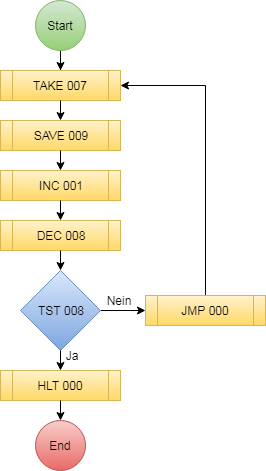 Start
TAKE 007
SAVE 009
INC 001
DEC 008
TST 008
Nein
JMP 000
Ja
HLT 000
End